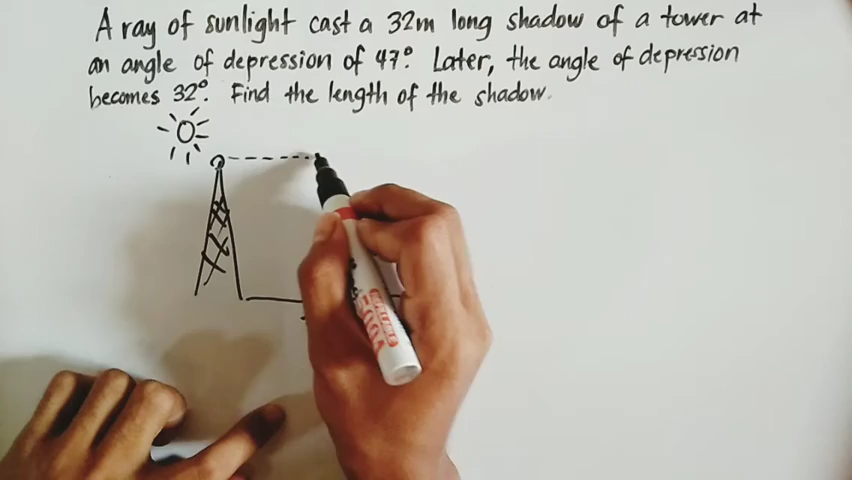 A ray of sunlight cast a 32m long shadow of a tower at
an angle of depression of 47°. Later, the angle of depression
becomes 32°. Find the length of the shadow.